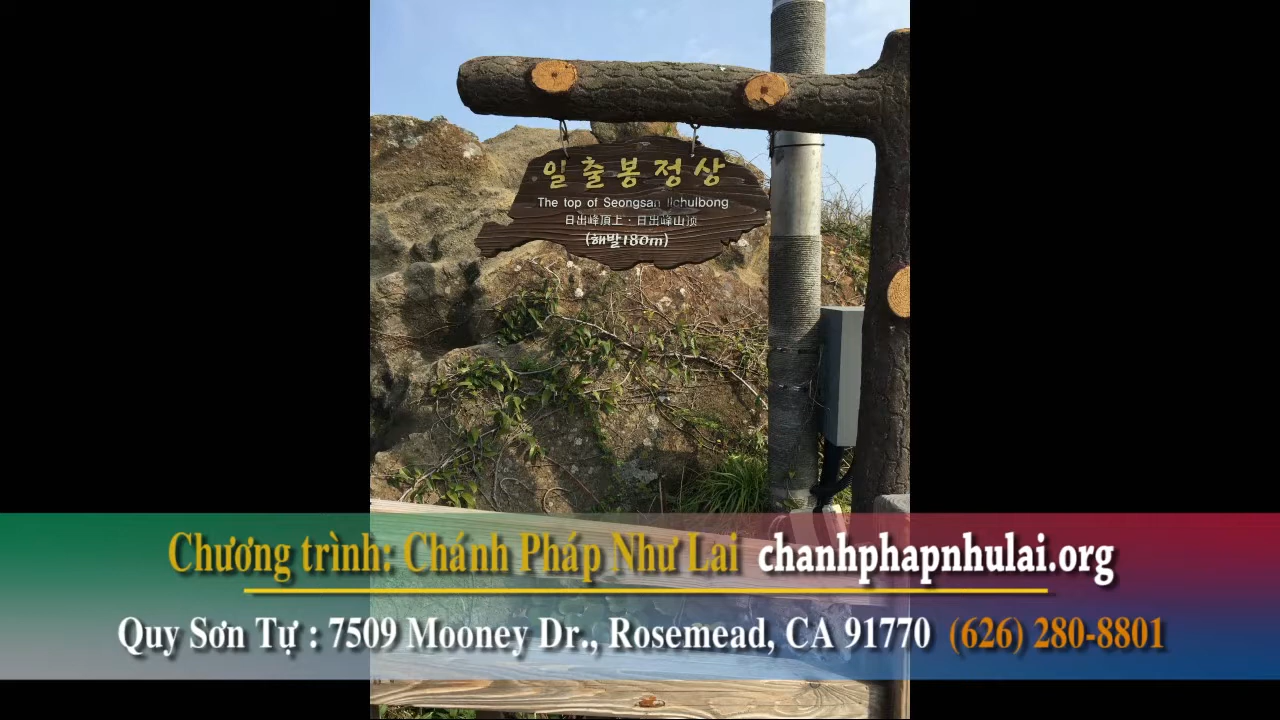 일출봉정상
The top of Seongsan Ilchulbong
日出峰頂上 · 日出峰山顶
(해발180m)
Chương trình: Chánh Pháp Như Lai chanhphapnhulai.org
Quy Sơn Tự : 7509 Mooney Dr., Rosemead, CA 91770 (626) 280-8801